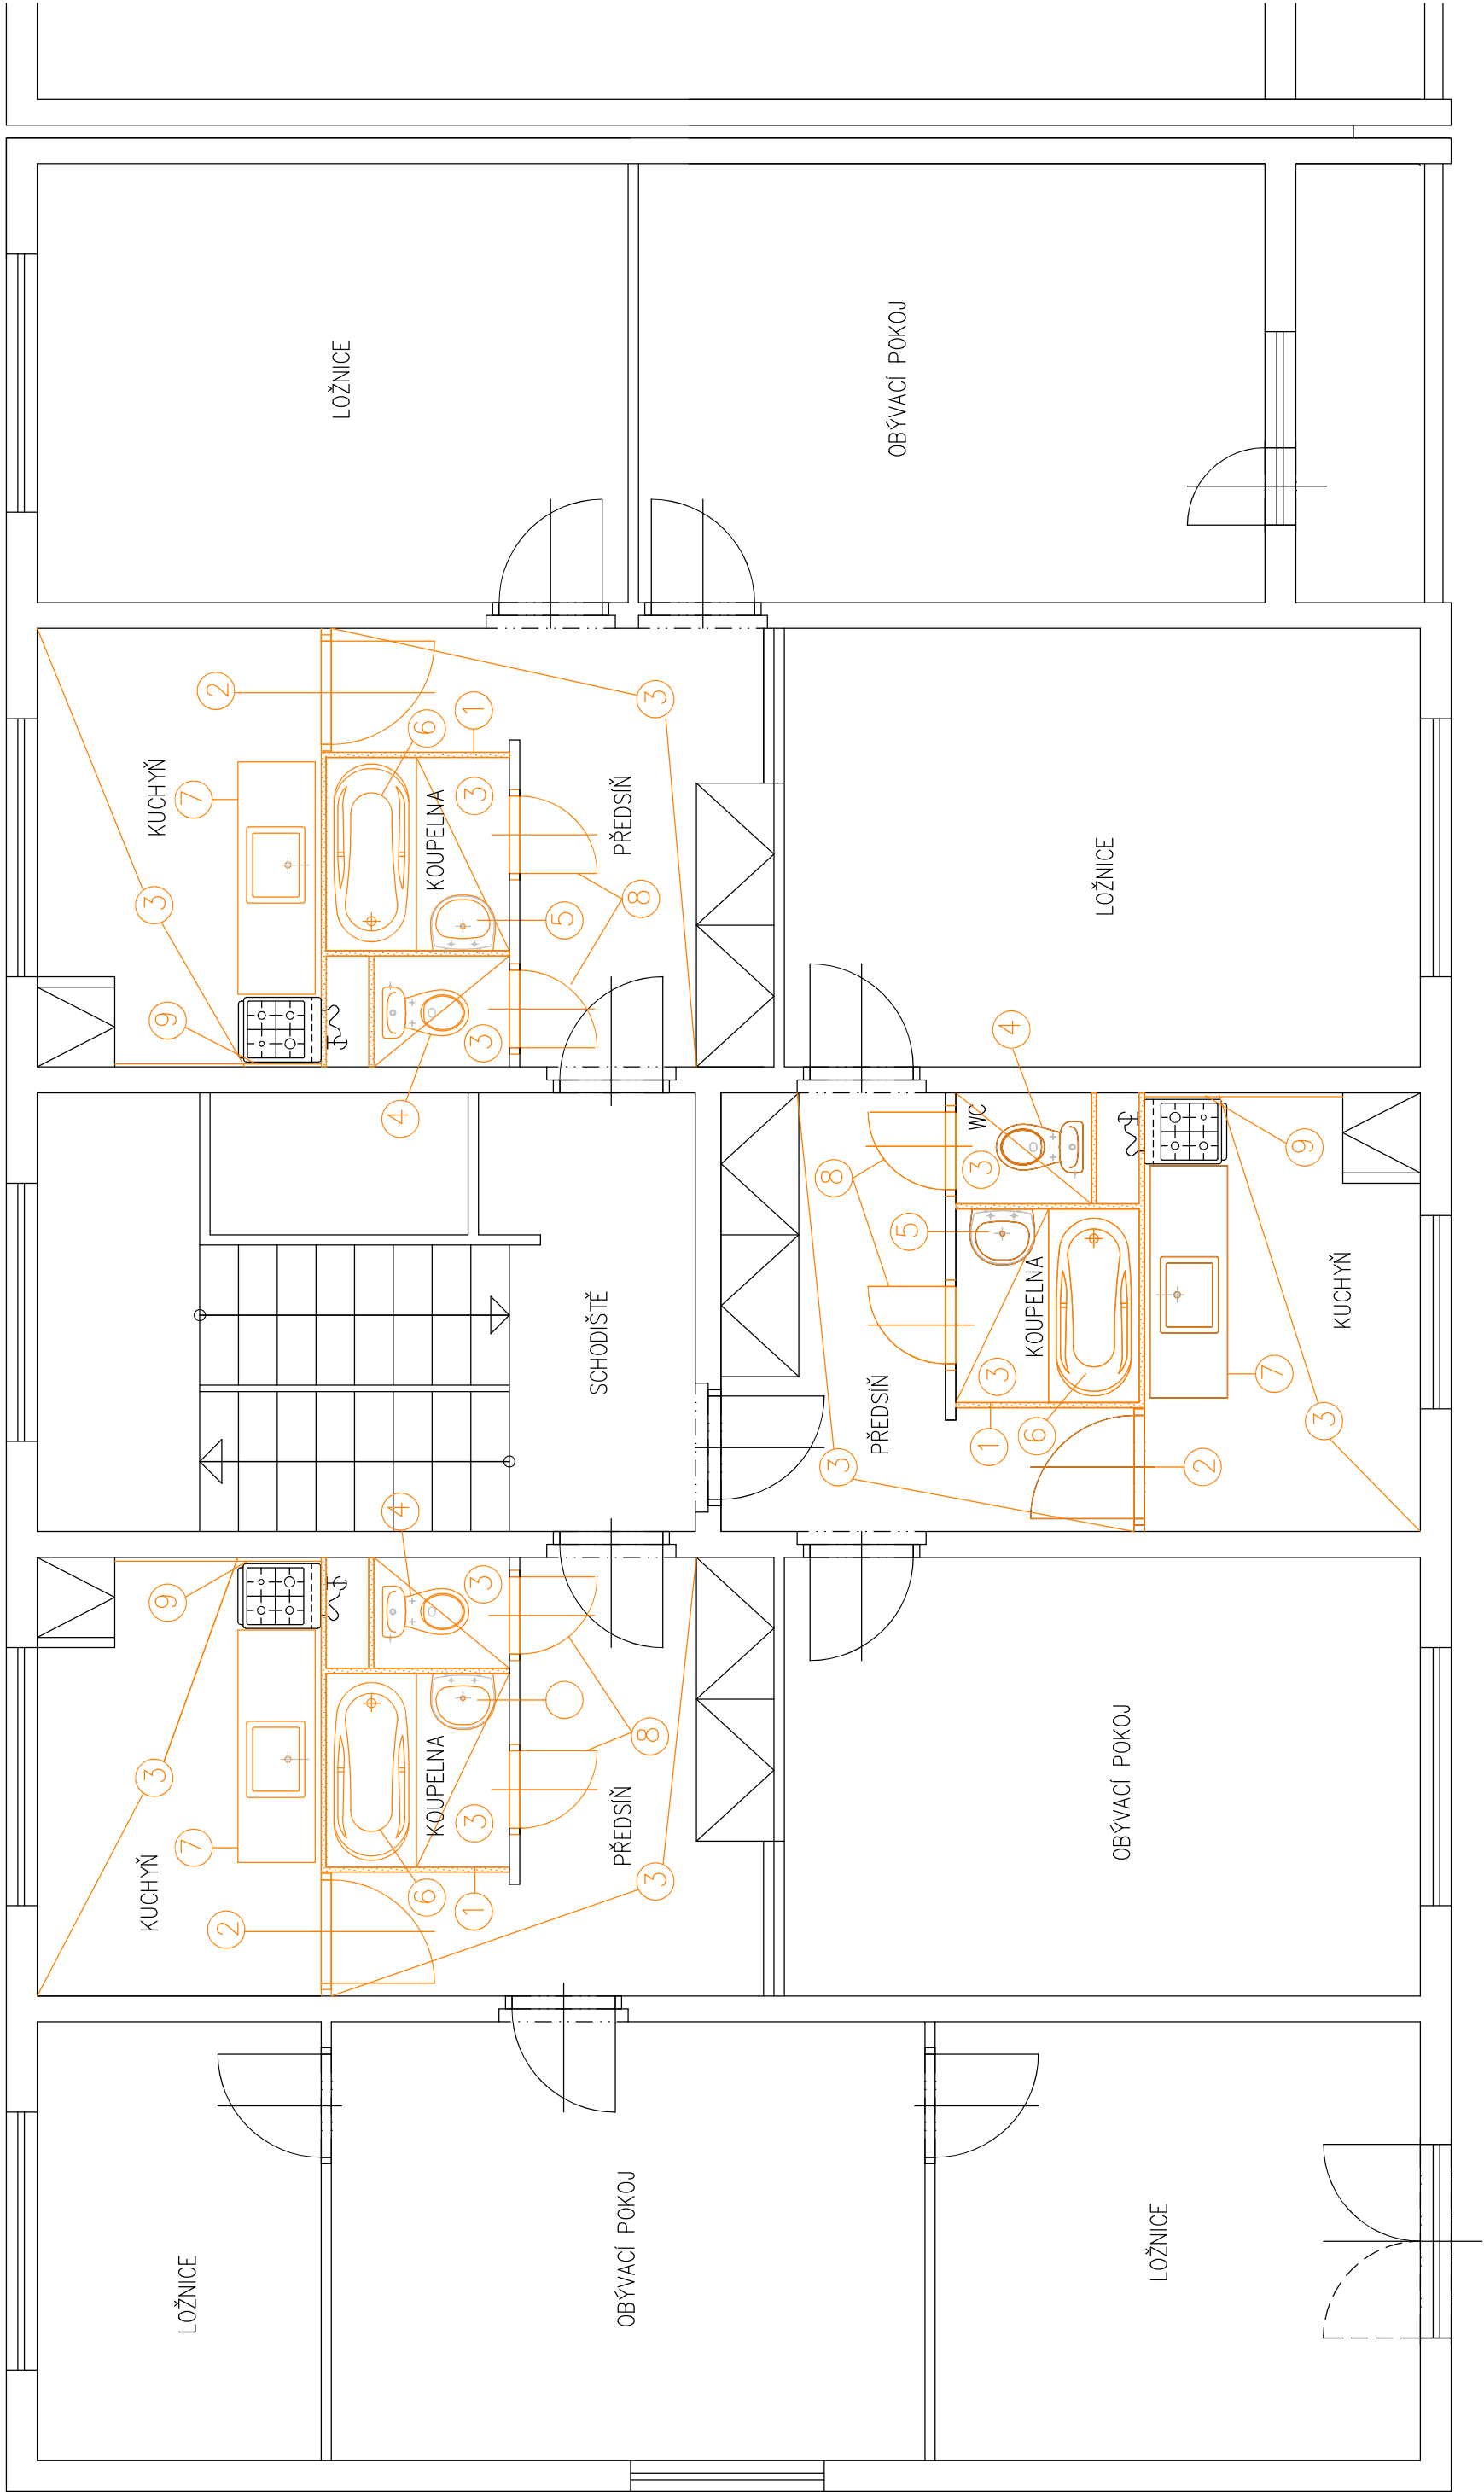 KUCHYŇ
3
9
9
3
KUCHYŇ
LOŽNICE
7
7
2
2
LOŽNICE
4
4
6
KOUPELNA
KOUPELNA
6
1
3
3
3
3
1
5
OBÝVACÍ POKOJ
PŘEDSÍŇ
SCHODIŠTĚ
PŘEDSÍŇ
3
8
8
3
3
8
PŘEDSÍŇ
OBÝVACÍ POKOJ
5
WC
1
3
3
4
6
KOUPELNA
LOŽNICE
OBÝVACÍ POKOJ
LOŽNICE
2
7
9
3
KUCHYŇ